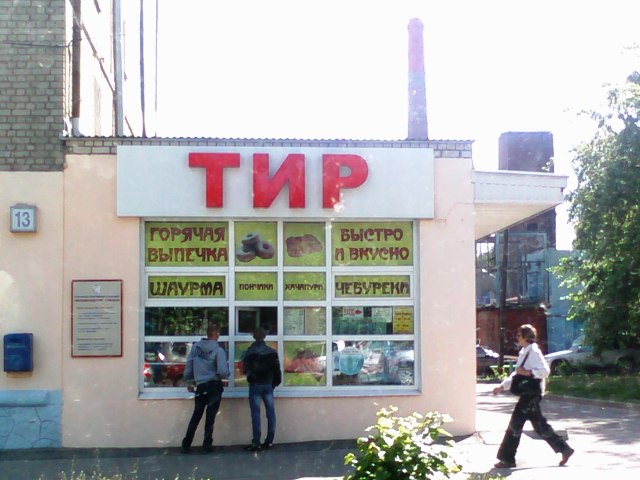 ТИР
13
ГОРЯЧАЯ
ВЫПЕЧКА
БЫСТРО
И ВКУСНО
ШАУРМА
ПОНЧИКИ
ХАЧАПУРИ
ЧЕБУРЕКИ